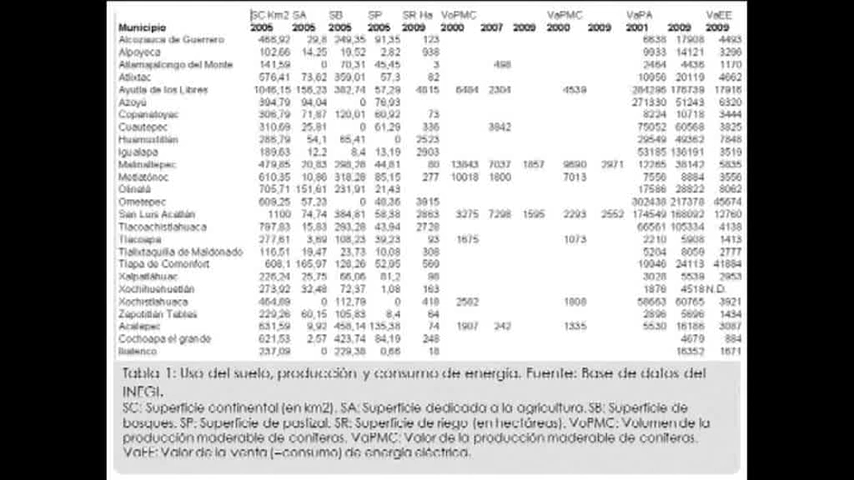 SC Km2 SA SB SP SR Ha VoPMC VaPMC VaPA VaEE
Municipio 2005 2005 2005 2005 2009 2000 2007 2009 2000 2009 2001 2009 2009
Alcozauca de Guerrero 466,92 29,8 249,35 91,35 123 6638 17908 4493
Alpoyeca 102,66 14,25 19,52 2,82 938 9933 14121 3296
Atlamajalcingo del Monte 141,59 0 70,31 45,45 3 498 2464 4436 1170
Atlixtac 576,41 73,62 359,01 57,3 82 10956 20119 4662
Ayutla de los Libres 1046,15 156,23 382,74 57,29 4815 6484 2304 4539 284296 176739 17916
Azoyú 394,79 94,04 0 76,93 271330 51243 6320
Copanatoyac 306,79 71,87 120,01 60,92 73 8224 10718 3444
Cuautepec 310,69 25,81 0 61,29 336 3842 75052 60568 3825
Huamuxtitlán 286,79 54,1 65,41 0 2523 29549 49362 7848
Igualapa 189,63 12,2 8,4 13,19 2903 53185 136191 3519
Malinaltepec 479,85 20,83 298,28 44,81 80 13843 7037 1857 9690 2971 12265 38142 5835
Metlatónoc 610,35 10,86 318,28 85,15 277 10018 1800 7013 7556 8884 3556
Olinalá 705,71 151,61 231,91 21,43 17586 28822 8062
Ometepec 609,25 57,23 0 48,36 3915 302438 217378 45674
San Luis Acatlán 1100 74,74 384,81 58,38 2863 3275 7298 1595 2293 2552 174549 168092 12760
Tlacoachistlahuaca 797,83 15,83 293,28 43,94 2728 66561 105334 4138
Tlacoapa 277,61 3,69 108,23 39,23 93 1675 1073 2210 5908 1413
Tlalixtaquilla de Maldonado 116,51 19,47 23,73 10,08 306 5204 8059 2777
Tlapa de Comonfort 608,1 165,97 128,26 52,95 569 19946 24113 41884
Xalpatláhuac 226,24 25,75 66,06 81,2 98 3028 5539 2953
Xochihuehuetlán 273,92 32,48 72,37 1,08 163 1876 4518 N.D.
Xochistlahuaca 464,89 0 112,79 0 418 2582 1808 58663 60765 3921
Zapotitlán Tablas 229,26 60,15 105,83 8,4 64 2896 5696 1434
Acatepec 631,59 9,92 458,14 135,38 74 1907 242 1335 5530 16186 3087
Cochoapa el grande 621,53 2,57 423,74 84,19 248 4679 884
Iliatenco 237,09 0 229,38 0,66 18 16352 1671
Tabla 1: Uso del suelo, producción y consumo de energía. Fuente: Base de datos del
INEGI.
SC: Superficie continental (en km2). SA: Superficie dedicada a la agricultura. SB: Superficie de
bosques. SP: Superficie de pastizal. SR: Superficie de riego (en hectáreas). VoPMC: Volumen de la
producción maderable de coníferas. VaPMC: Valor de la producción maderable de coníferas.
VaEE: Valor de la venta (=consumo) de energía eléctrica.